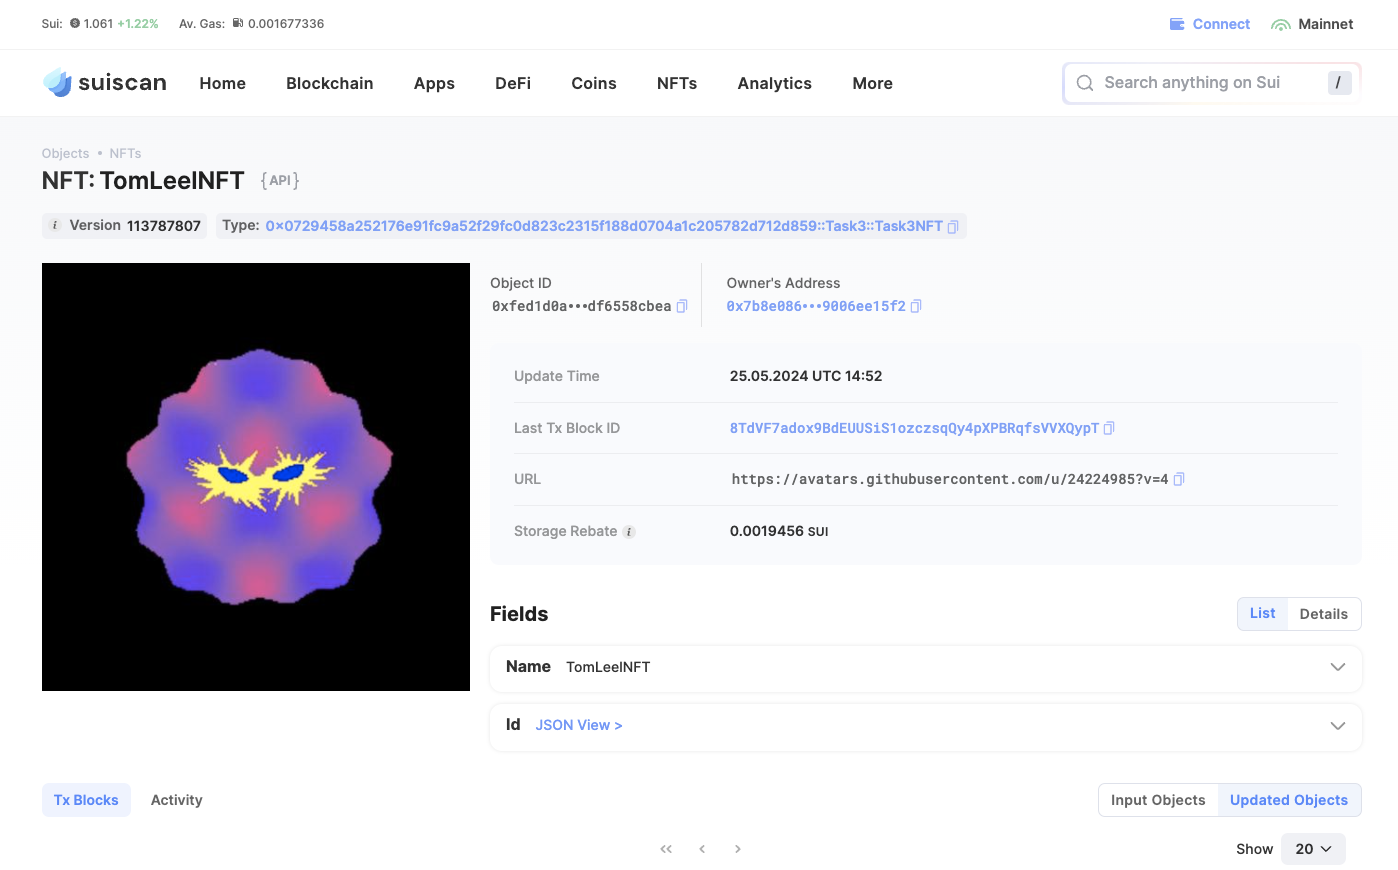 Sui: 1.061 +1.22% Av. Gas: 0.001677336 Connect Mainnet
suiscan Home Blockchain Apps DeFi Coins NFTs Analytics More Search anything on Sui /
Objects • NFTs
NFT: TomLeelNFT {API}
i Version 113787807 Type: 0x0729458a252176e91fc9a52f29fc0d823c2315f188d0704a1c205782d712d859::Task3::Task3NFT
Object ID Owner's Address
0xfed1d0a•••df6558cbea 0x7b8e086•••9006ee15f2
Update Time 25.05.2024 UTC 14:52
Last Tx Block ID 8TdVF7adox9BdEUUSiS1ozczsqQy4pXPBRqfsVVXQypT
URL https://avatars.githubusercontent.com/u/24224985?v=4
Storage Rebate i 0.0019456 SUI
Fields List Details
Name TomLeelNFT
Id JSON View >
Tx Blocks Activity Input Objects Updated Objects
Show 20